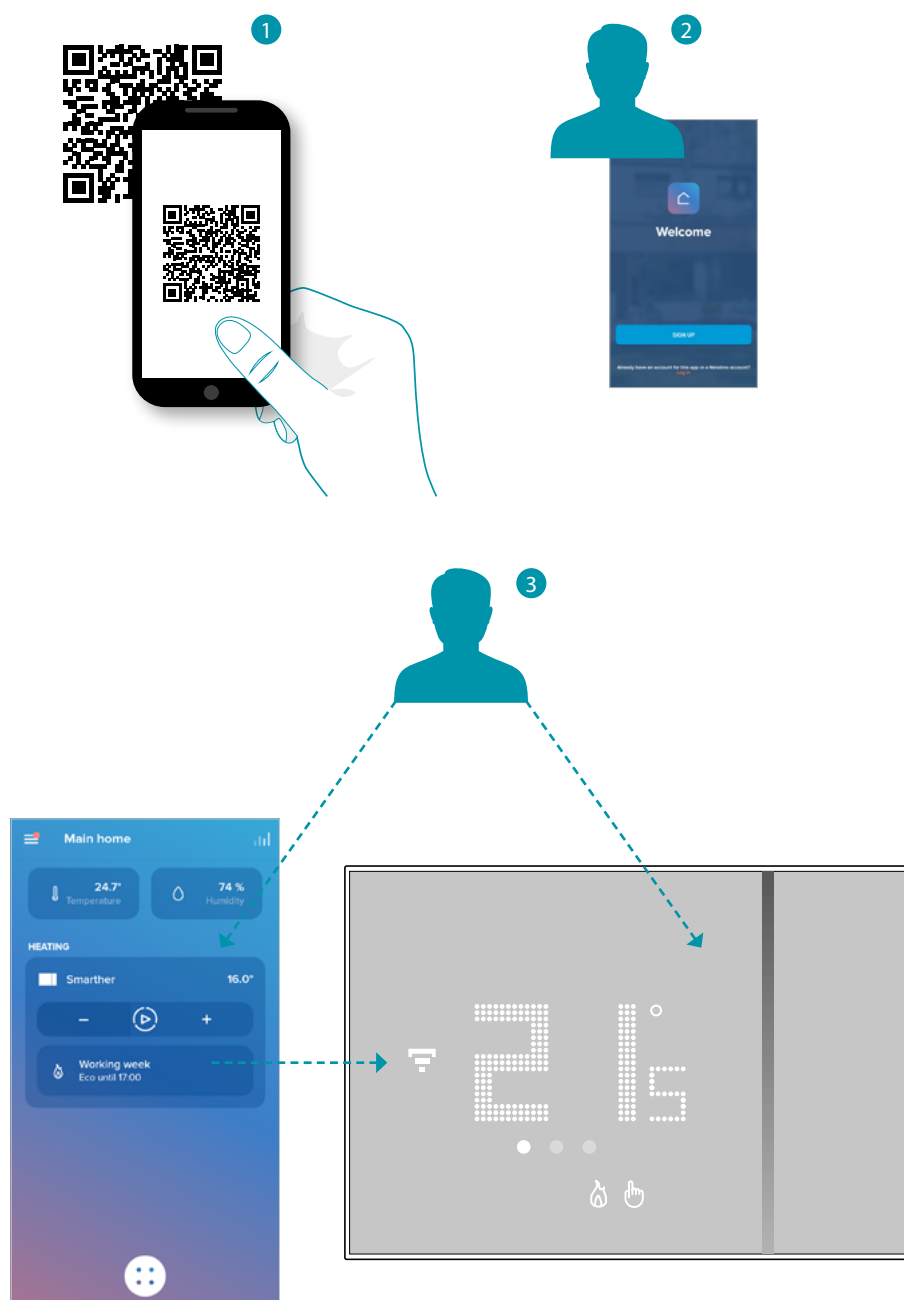 1
2
Welcome
SIGN UP
Already have an account for this app or a Netatmo account?
Log in
3
Main home
24.7°
Temperature
74 %
Humidity
HEATING
Smarther
16.0°
− +
Working week
Eco until 17:00
21°5